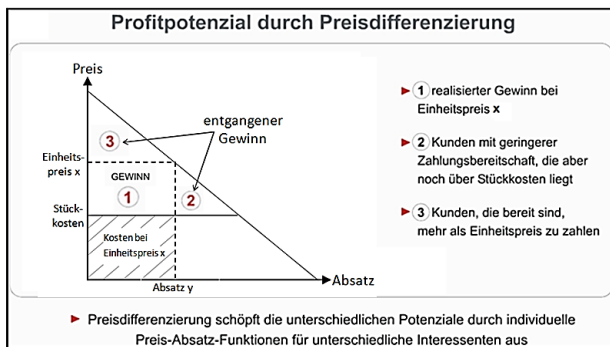 Profitpotenzial durch Preisdifferenzierung
Preis
entgangener
Gewinn
3
Einheits-
preis x
GEWINN
1
2
Stück-
kosten
Kosten bei
Einheitspreis x
Absatz
Absatz y
1 realisierter Gewinn bei
Einheitspreis x
2 Kunden mit geringerer
Zahlungsbereitschaft, die aber
noch über Stückkosten liegt
3 Kunden, die bereit sind,
mehr als Einheitspreis zu zahlen
Preisdifferenzierung schöpft die unterschiedlichen Potenziale durch individuelle
Preis-Absatz-Funktionen für unterschiedliche Interessenten aus